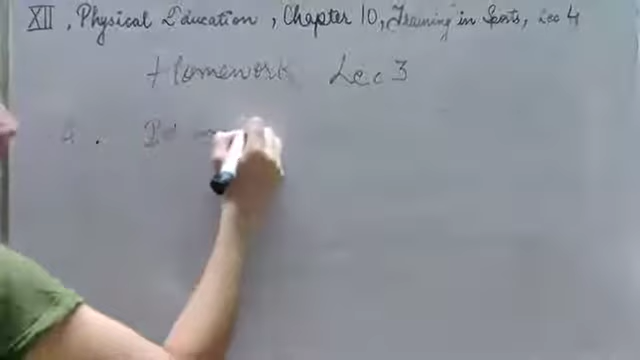 XII, Physical Education, Chapter 10, Training in Sports, Lec 4
Homework Lec 3